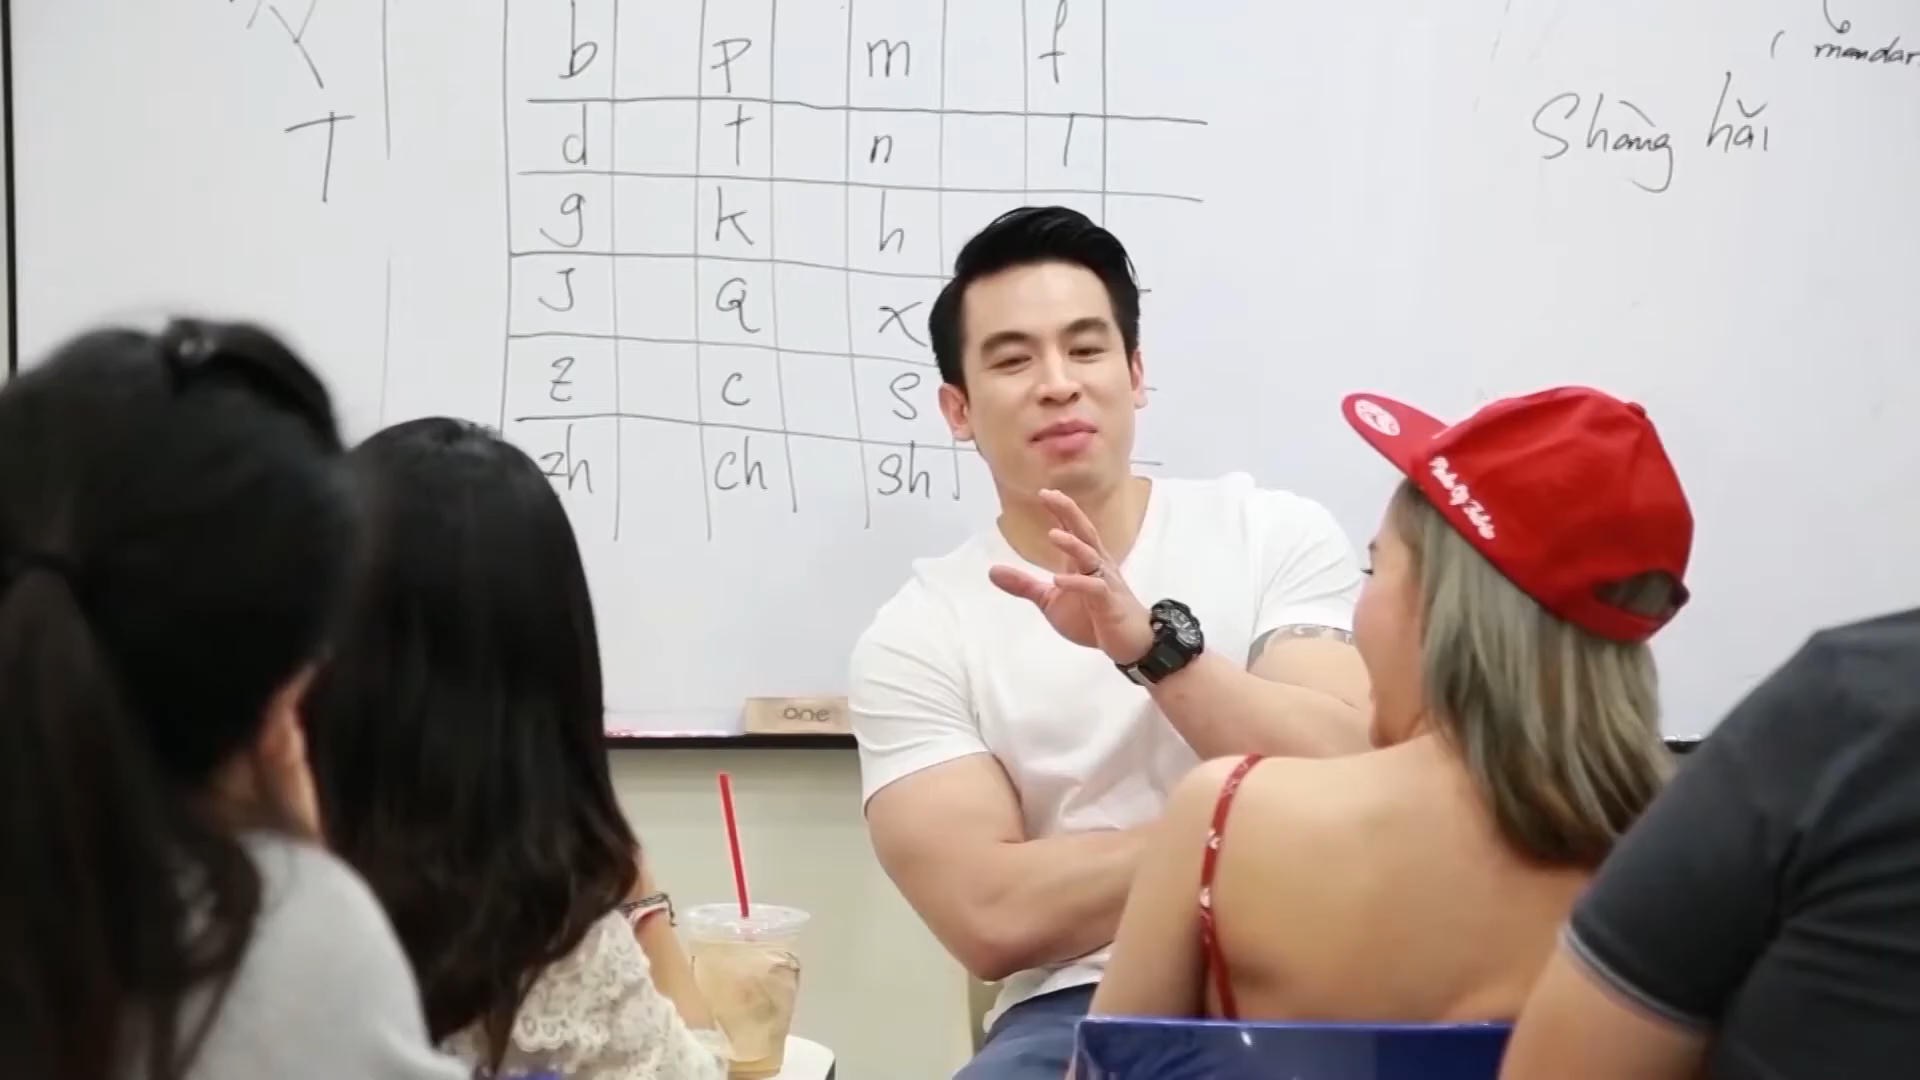 Y
T
b p m f
d t n l
g k h
J Q x
z c s
zh ch sh
mandar
Shàng hǎi
one